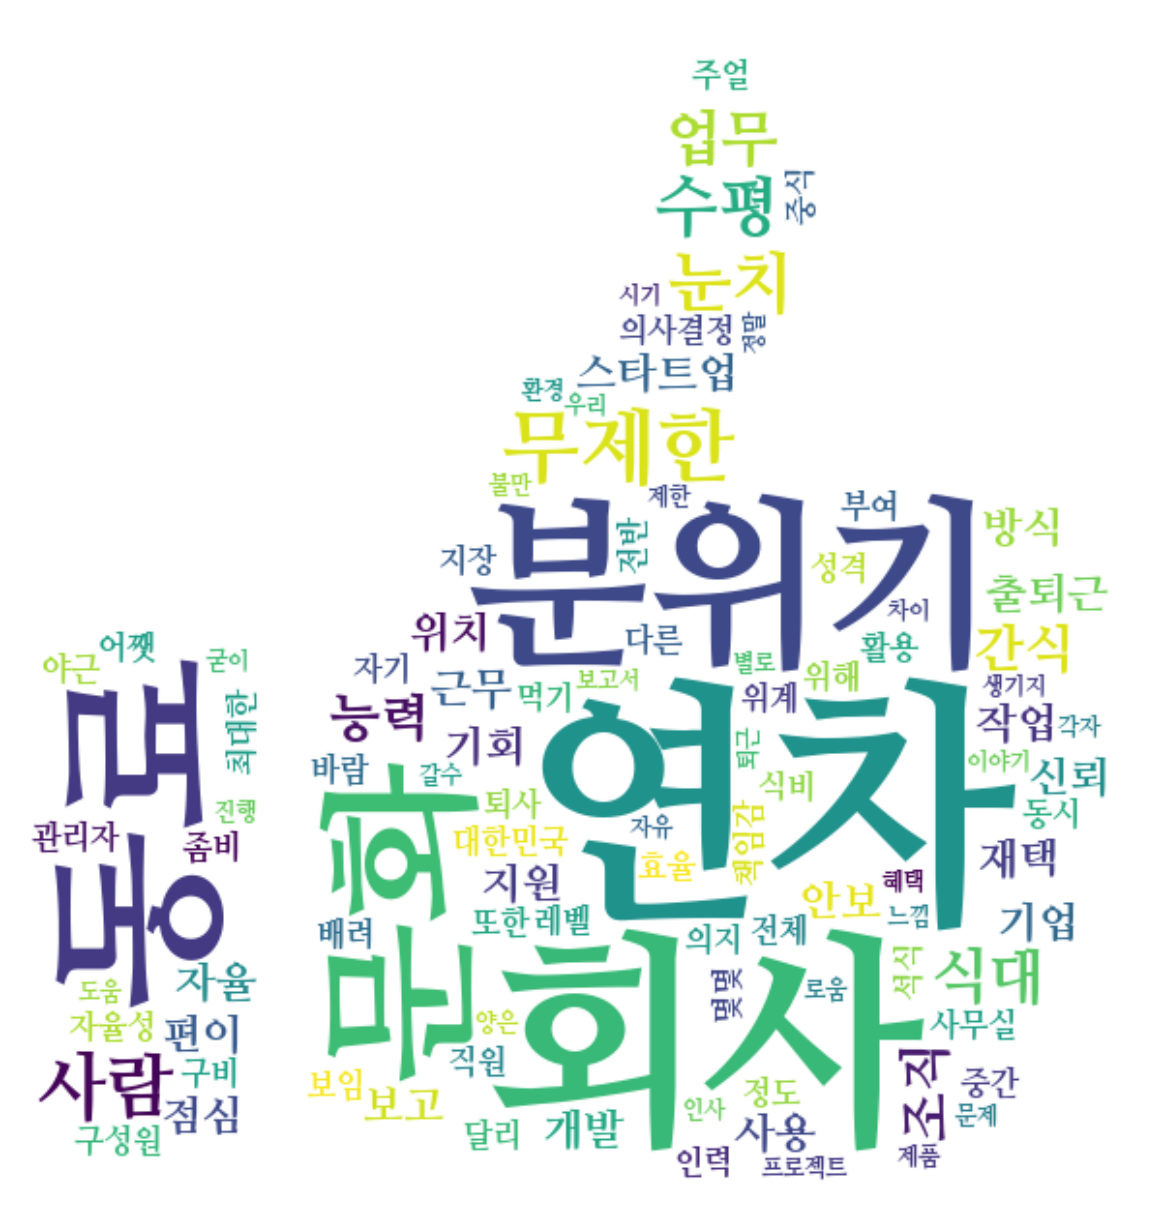 주얼
업무
수평
중식
눈치
시기
의사결정
정말
스타트업
환경
우리
무제한
불만
제한
분위기
부여
방식
전반
지장
성격
출퇴근
차이
위치
다른
활용
간식
어쨋
굳이
야근
자기
근무
먹기
보고서
별로
위계
위해
생기지
능력
기회
연차
작업
각자
최대한
자유
바람
갈수
퇴근
식비
이야기
신뢰
진행
퇴사
동시
관리자
좀비
대한민국
효율
책임감
재택
폼롱
문화
지원
안보
혜택
배려
또한
레벨
의지
전체
느낌
기업
자율
도움
몇몇
로움
석식
식대
자율성
편이
양은
회사
사무실
사람
구비
직원
조직
중간
점심
보임
보고
정도
인사
문제
구성원
달리
개발
사용
인력
프로젝트
제품